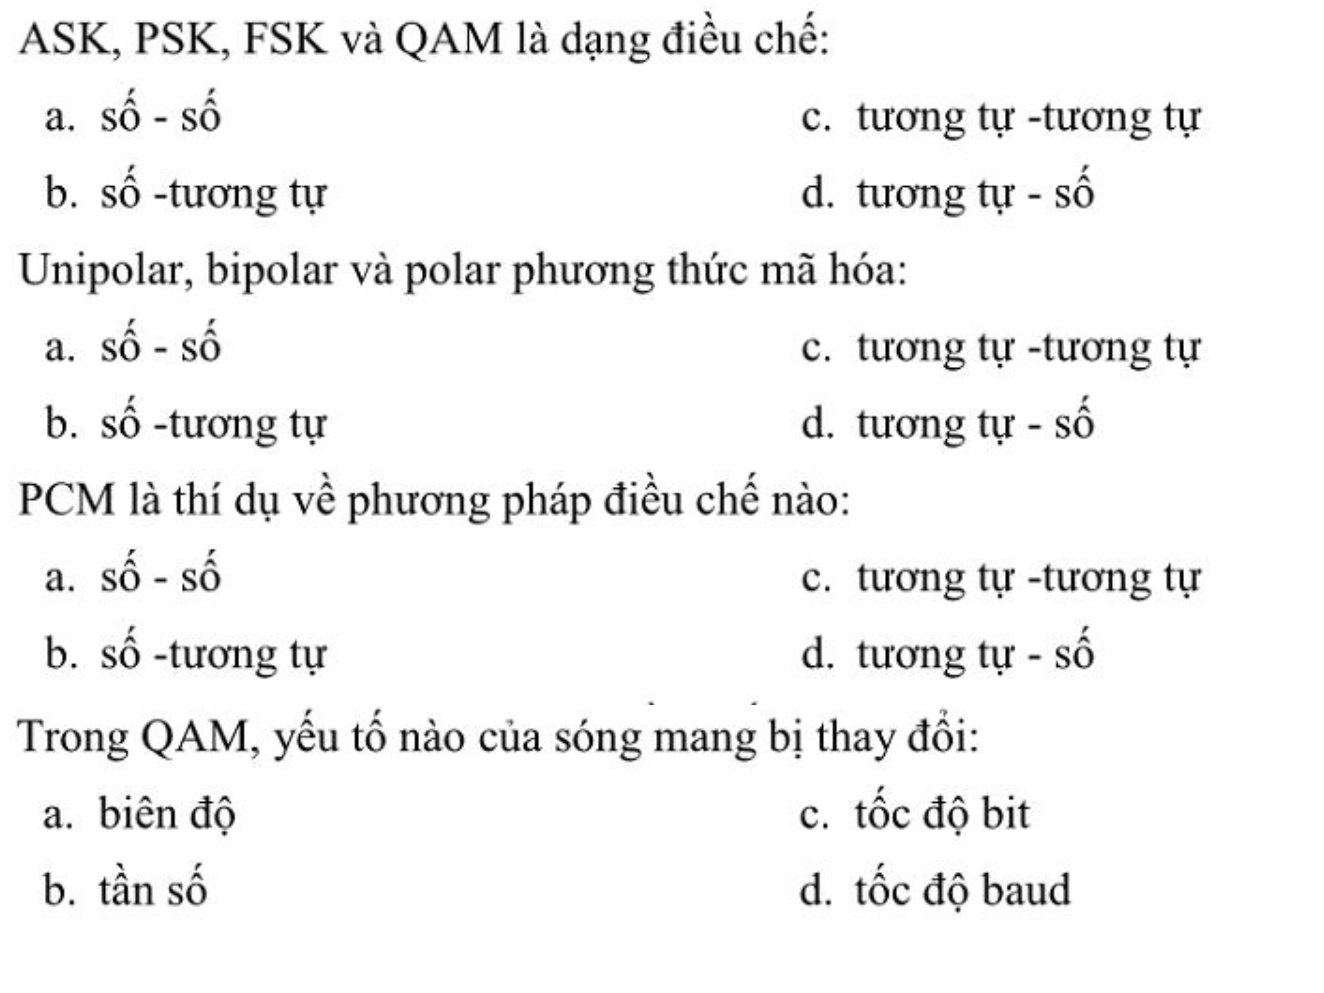 ASK, PSK, FSK và QAM là dạng điều chế:
a. số - số
c. tương tự -tương tự
b. số -tương tự
d. tương tự - số
Unipolar, bipolar và polar phương thức mã hóa:
a. số - số
c. tương tự -tương tự
b. số -tương tự
d. tương tự - số
PCM là thí dụ về phương pháp điều chế nào:
a. số - số
c. tương tự -tương tự
b. số -tương tự
d. tương tự - số
Trong QAM, yếu tố nào của sóng mang bị thay đổi:
a. biên độ
c. tốc độ bit
b. tần số
d. tốc độ baud